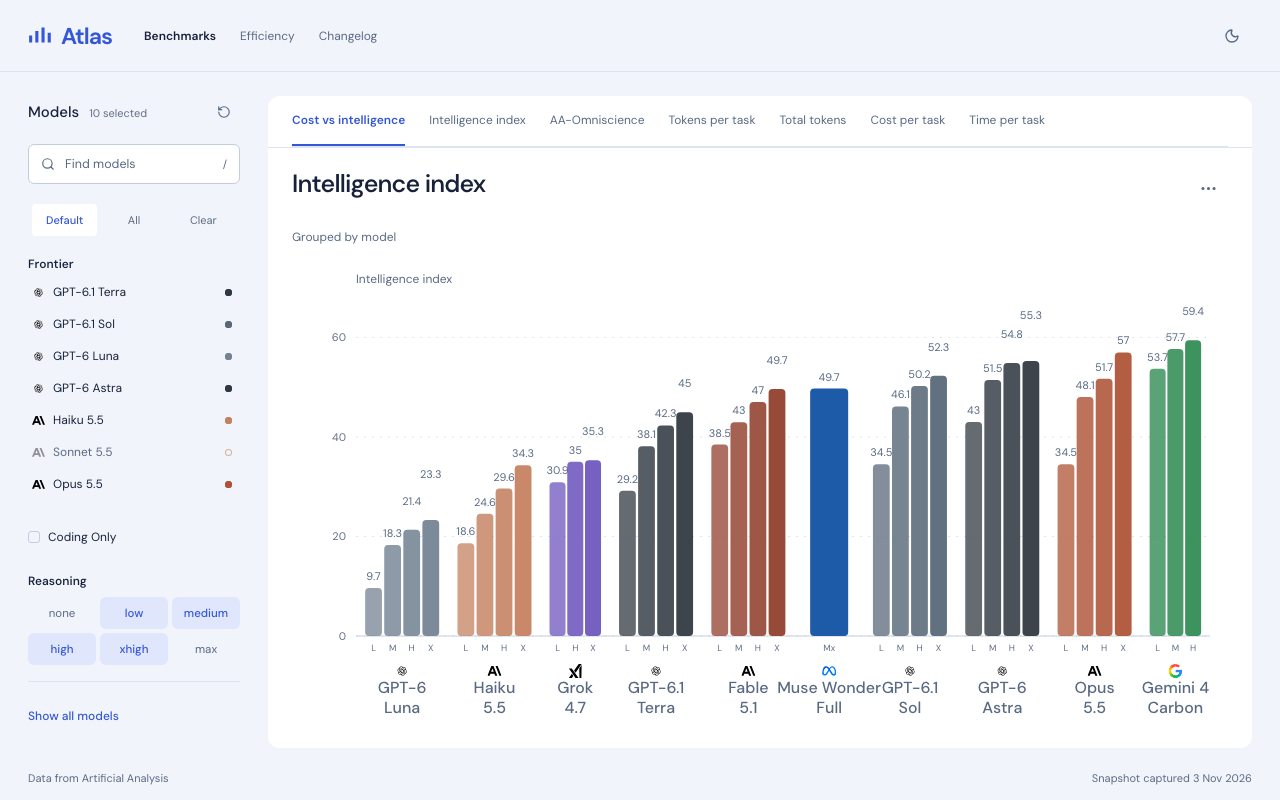 Atlas
Benchmarks Efficiency Changelog
Models 10 selected
Find models /
Default All Clear
Frontier
GPT-6.1 Terra
GPT-6.1 Sol
GPT-6 Luna
GPT-6 Astra
Haiku 5.5
Sonnet 5.5
Opus 5.5
Coding Only
Reasoning
none low medium
high xhigh max
Show all models
Cost vs intelligence Intelligence index AA-Omniscience Tokens per task Total tokens Cost per task Time per task
Intelligence index
Grouped by model
Intelligence index
60
40
20
0
9.7 18.3 21.4 23.3
18.6 24.6 29.6 34.3
30.9 35 35.3
29.2 38.1 42.3 45
38.5 43 47 49.7
49.7
34.5 46.1 50.2 52.3
43 51.5 54.8 55.3
34.5 48.1 51.7 57
53.7 57.7 59.4
L M H X L M H X L H X L M H X L M H X Mx L M H X L M H X L M H X L M H
GPT-6 Luna
Haiku 5.5
Grok 4.7
GPT-6.1 Terra
Fable 5.1
Muse Wonder Full
GPT-6.1 Sol
GPT-6 Astra
Opus 5.5
Gemini 4 Carbon
Data from Artificial Analysis
Snapshot captured 3 Nov 2026